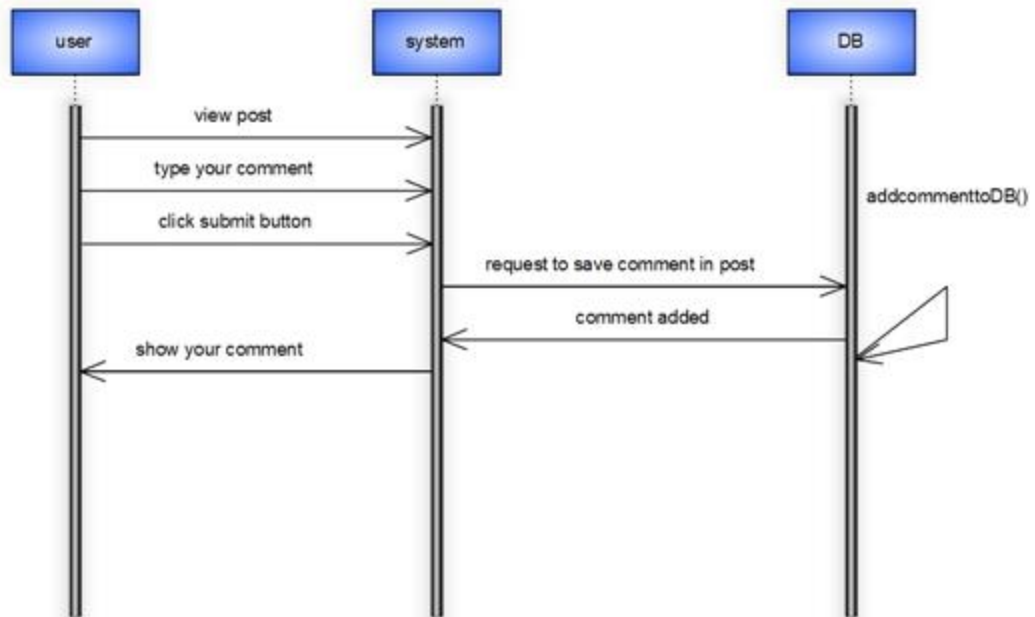 user
system
DB
view post
type your comment
addcommenttoDB()
click submit button
request to save comment in post
comment added
show your comment